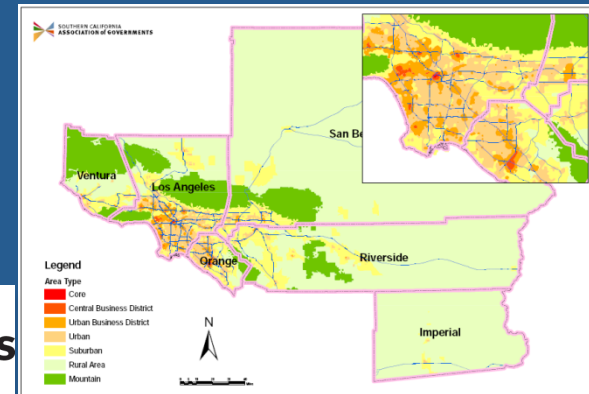 SOUTHERN CALIFORNIA
ASSOCIATION of GOVERNMENTS
San Be
Ventura
Los Angeles
Orange
Riverside
Imperial
Legend
Area Type
Core
Central Business District
Urban Business District
Urban
Suburban
Rural Area
Mountain
N
s